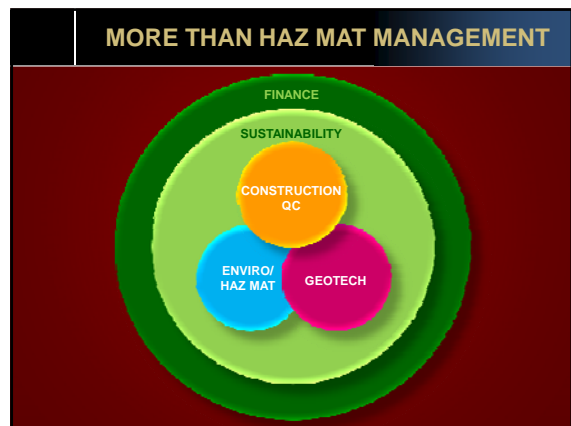 MORE THAN HAZ MAT MANAGEMENT
FINANCE
SUSTAINABILITY
CONSTRUCTION
QC
ENVIRO/
HAZ MAT
GEOTECH